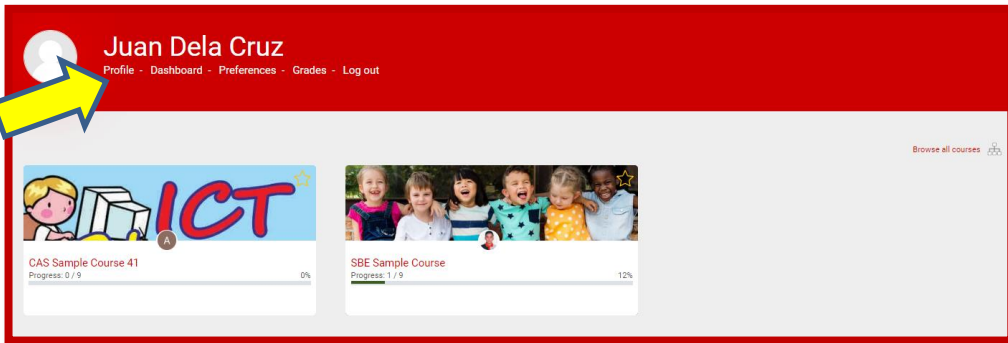 Juan Dela Cruz
Profile - Dashboard - Preferences - Grades - Log out
Browse all courses
ICT
A
CAS Sample Course 41
Progress: 0 / 9 0%
SBE Sample Course
Progress: 1 / 9 12%